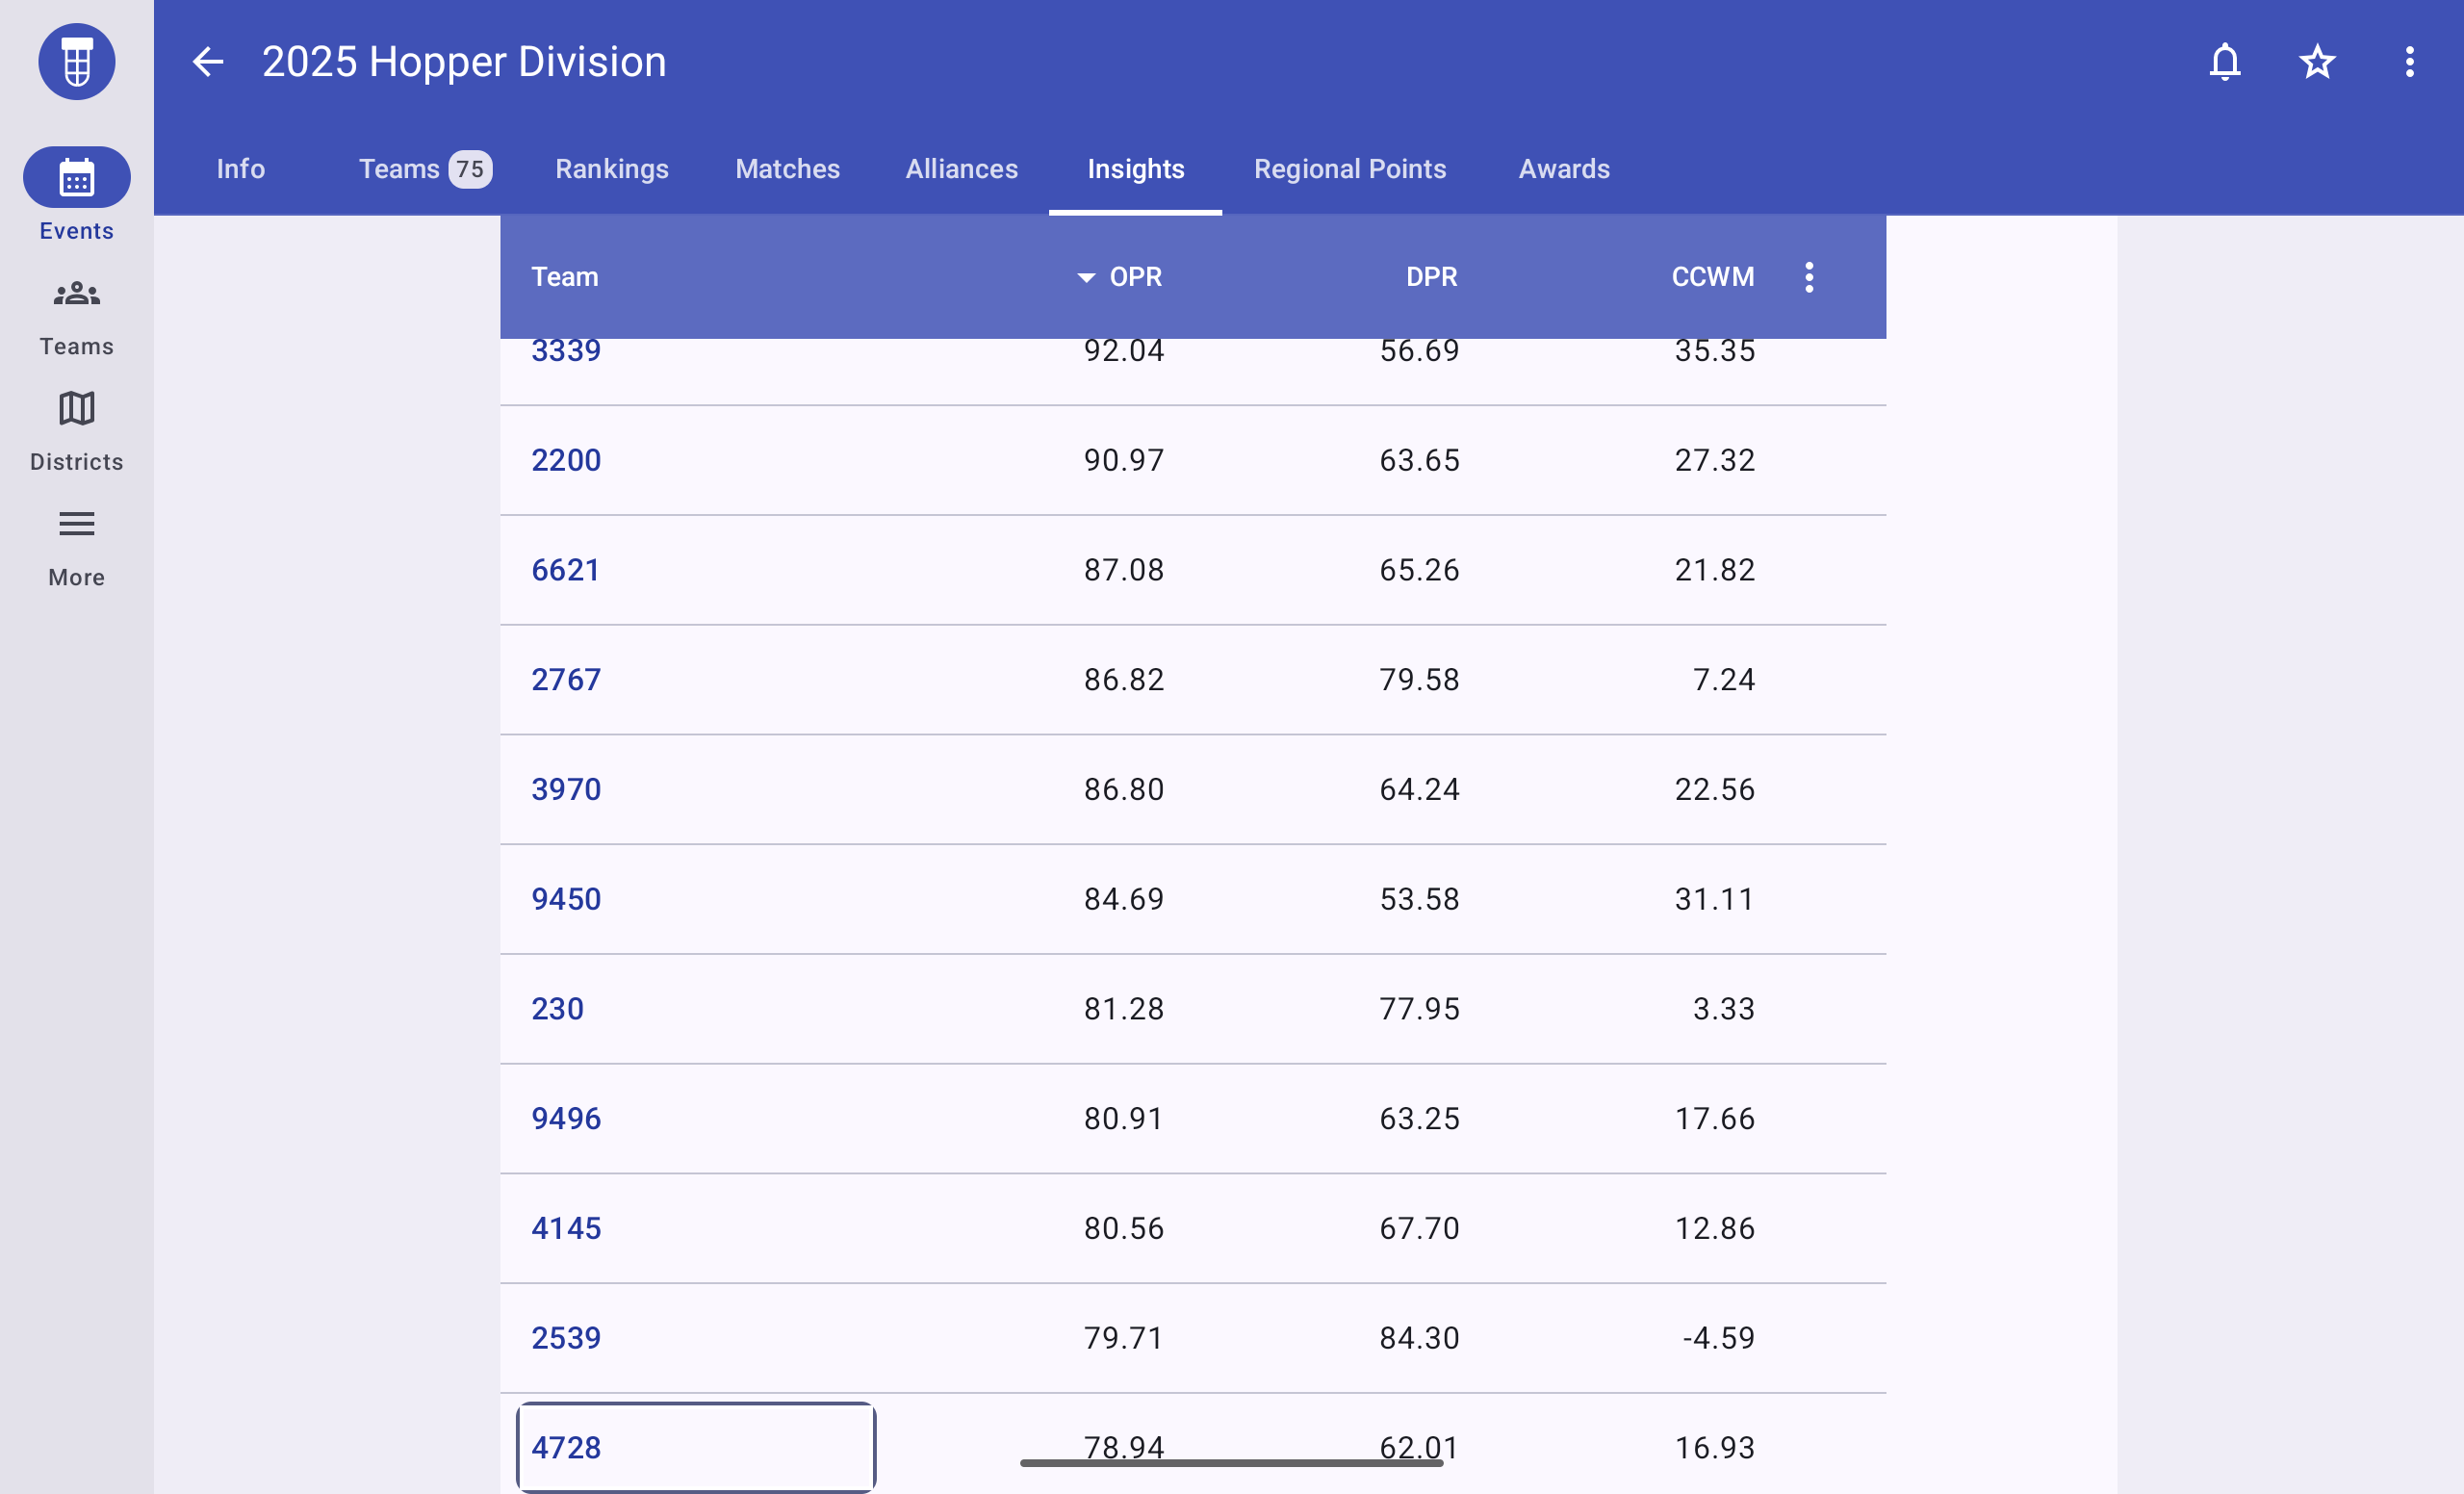 2025 Hopper Division
Info Teams 75 Rankings Matches Alliances Insights Regional Points Awards
Events
Teams
Districts
More
Team OPR DPR CCWM
3339 92.04 56.69 35.35
2200 90.97 63.65 27.32
6621 87.08 65.26 21.82
2767 86.82 79.58 7.24
3970 86.80 64.24 22.56
9450 84.69 53.58 31.11
230 81.28 77.95 3.33
9496 80.91 63.25 17.66
4145 80.56 67.70 12.86
2539 79.71 84.30 -4.59
4728 78.94 62.01 16.93